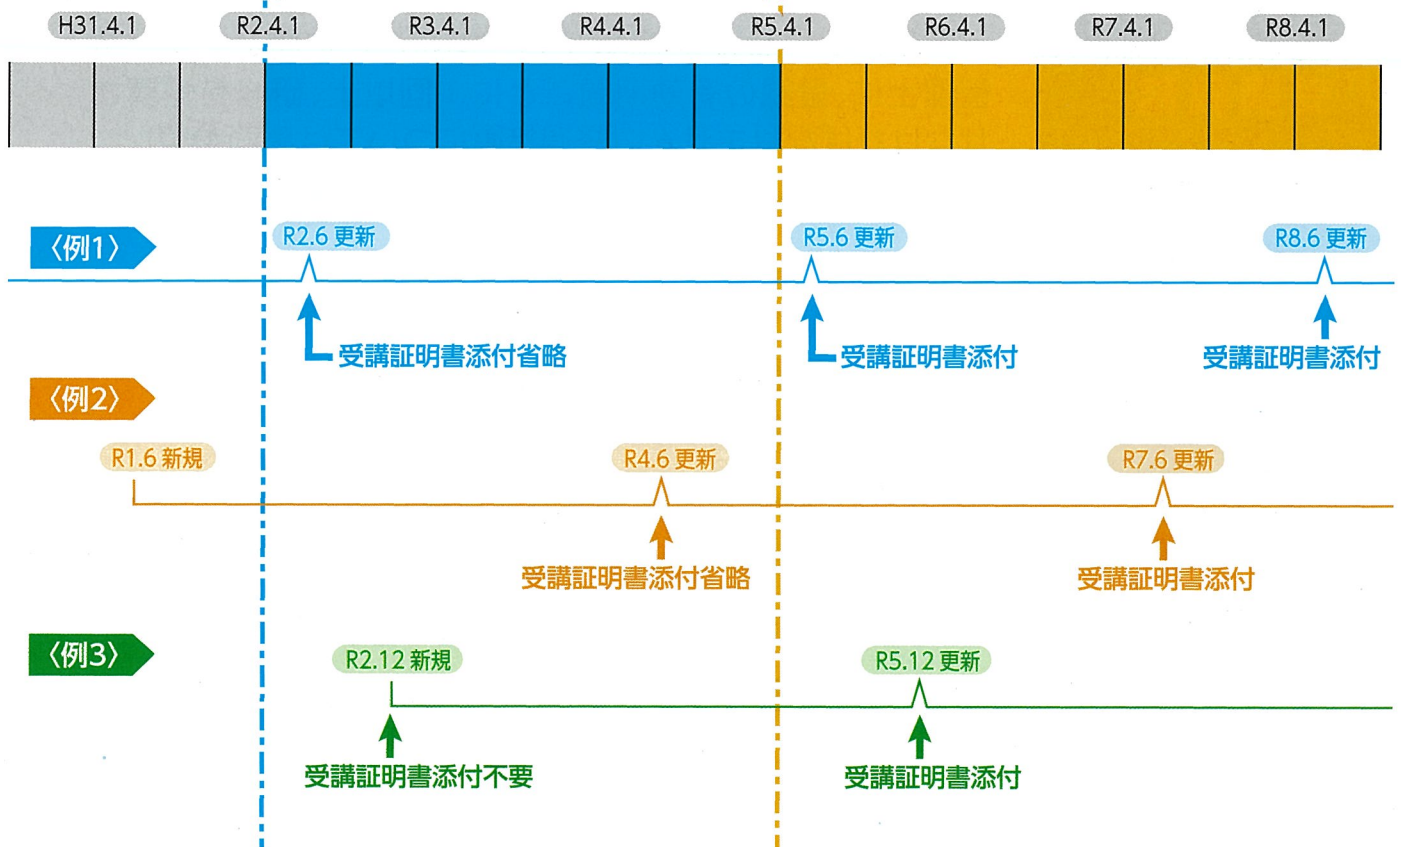 H31.4.1 R2.4.1 R3.4.1 R4.4.1 R5.4.1 R6.4.1 R7.4.1 R8.4.1
〈例1〉
R2.6 更新 R5.6 更新 R8.6 更新
受講証明書添付省略 受講証明書添付 受講証明書添付
〈例2〉
R1.6 新規 R4.6 更新 R7.6 更新
受講証明書添付省略 受講証明書添付
〈例3〉
R2.12 新規 R5.12 更新
受講証明書添付不要 受講証明書添付